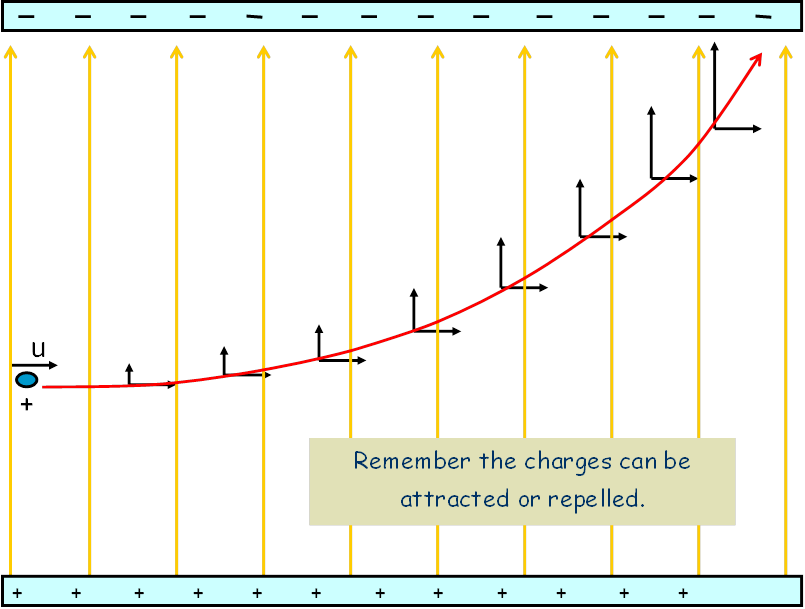 – – – – – – – – – – – – –
u
+
Remember the charges can be
attracted or repelled.
+ + + + + + + + + + + +